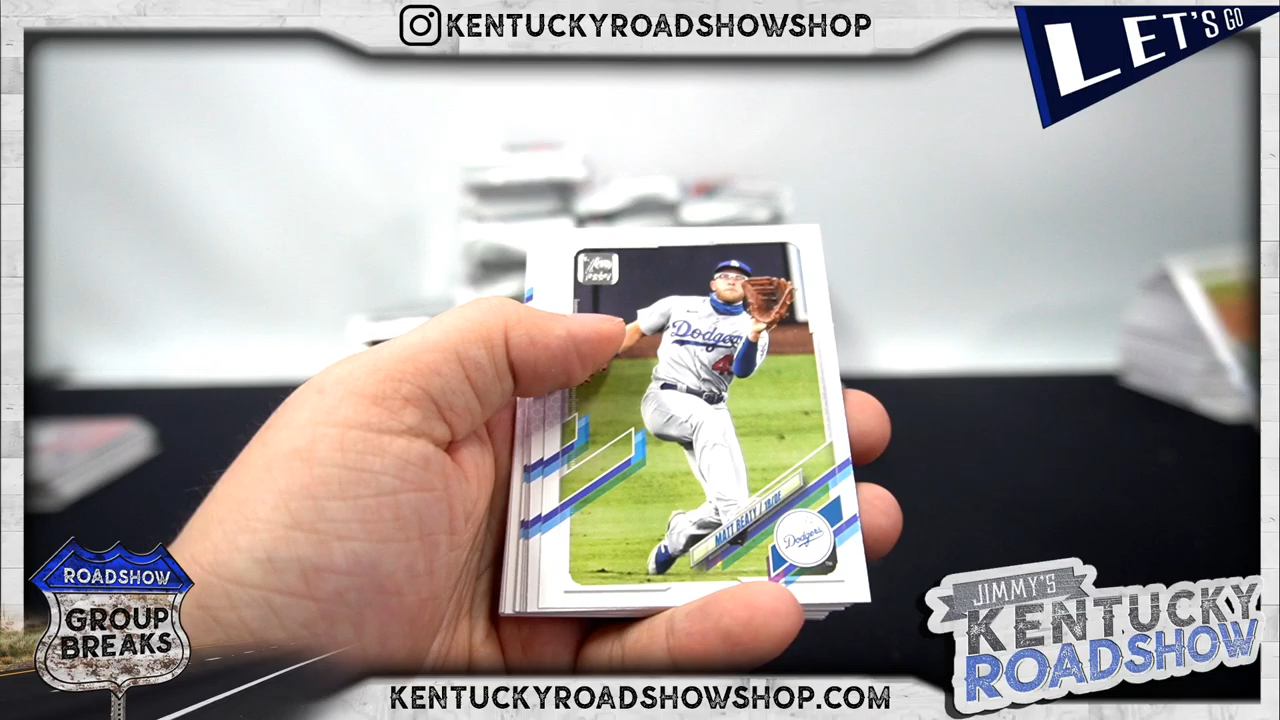 KENTUCKYROADSHOWSHOP
LET'S GO
Dodgers
MATT BEATY / 1B/OF
Dodgers
ROADSHOW
GROUP
BREAKS
JIMMY'S
KENTUCKY
ROADSHOW
KENTUCKYROADSHOWSHOP.COM